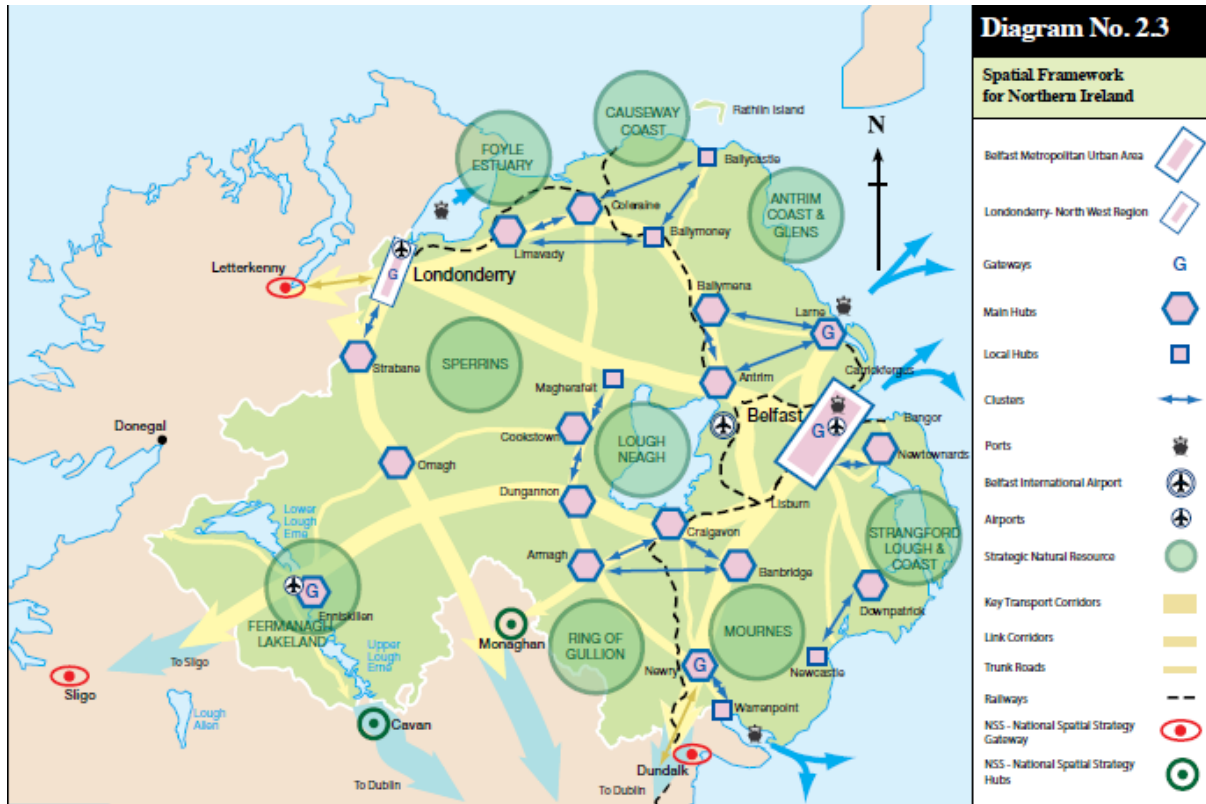 Diagram No. 2.3
Spatial Framework
for Northern Ireland
Belfast Metropolitan Urban Area
Londonderry- North West Region
Gateways
G
Main Hubs
Local Hubs
Clusters
Ports
Belfast International Airport
Airports
Strategic Natural Resource
Key Transport Corridors
Link Corridors
Trunk Roads
Railways
NSS - National Spatial Strategy
Gateway
NSS - National Spatial Strategy
Hubs
N
CAUSEWAY
COAST
Rathlin Island
FOYLE
ESTUARY
Ballycastle
Coleraine
ANTRIM
COAST &
GLENS
Limavady
Ballymoney
Letterkenny
G
Londonderry
Ballymena
Larne
G
Strabane
SPERRINS
Magherafelt
Antrim
Carrickfergus
Belfast
G
Bangor
Donegal
Cookstown
LOUGH
NEAGH
Newtownards
Omagh
Dungannon
Lisburn
Lower
Lough
Erne
Craigavon
STRANGFORD
LOUGH &
COAST
Armagh
Banbridge
G
Enniskillen
Downpatrick
FERMANAGH
LAKELAND
Monaghan
RING OF
GULLION
MOURNES
Upper
Lough
Erne
To Sligo
Newry
G
Newcastle
Sligo
Lough
Allen
Cavan
Warrenpoint
Dundalk
To Dublin
To Dublin